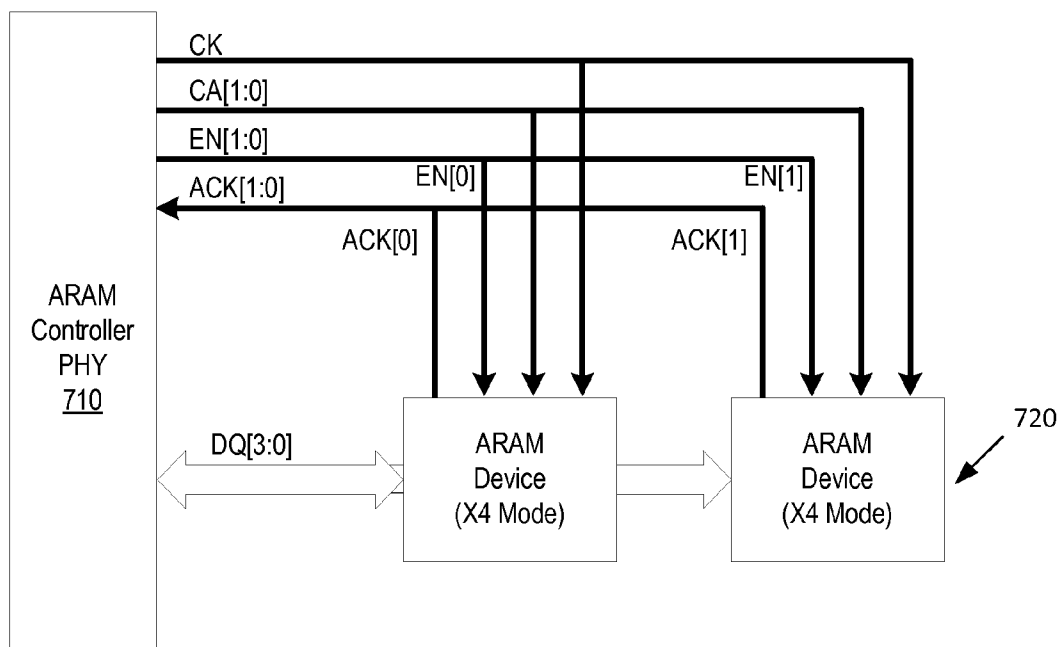 CK
CA[1:0]
EN[1:0]
EN[0]
EN[1]
ACK[1:0]
ACK[0]
ACK[1]
ARAM
Controller
PHY
710
DQ[3:0]
ARAM
Device
(X4 Mode)
ARAM
Device
(X4 Mode)
720